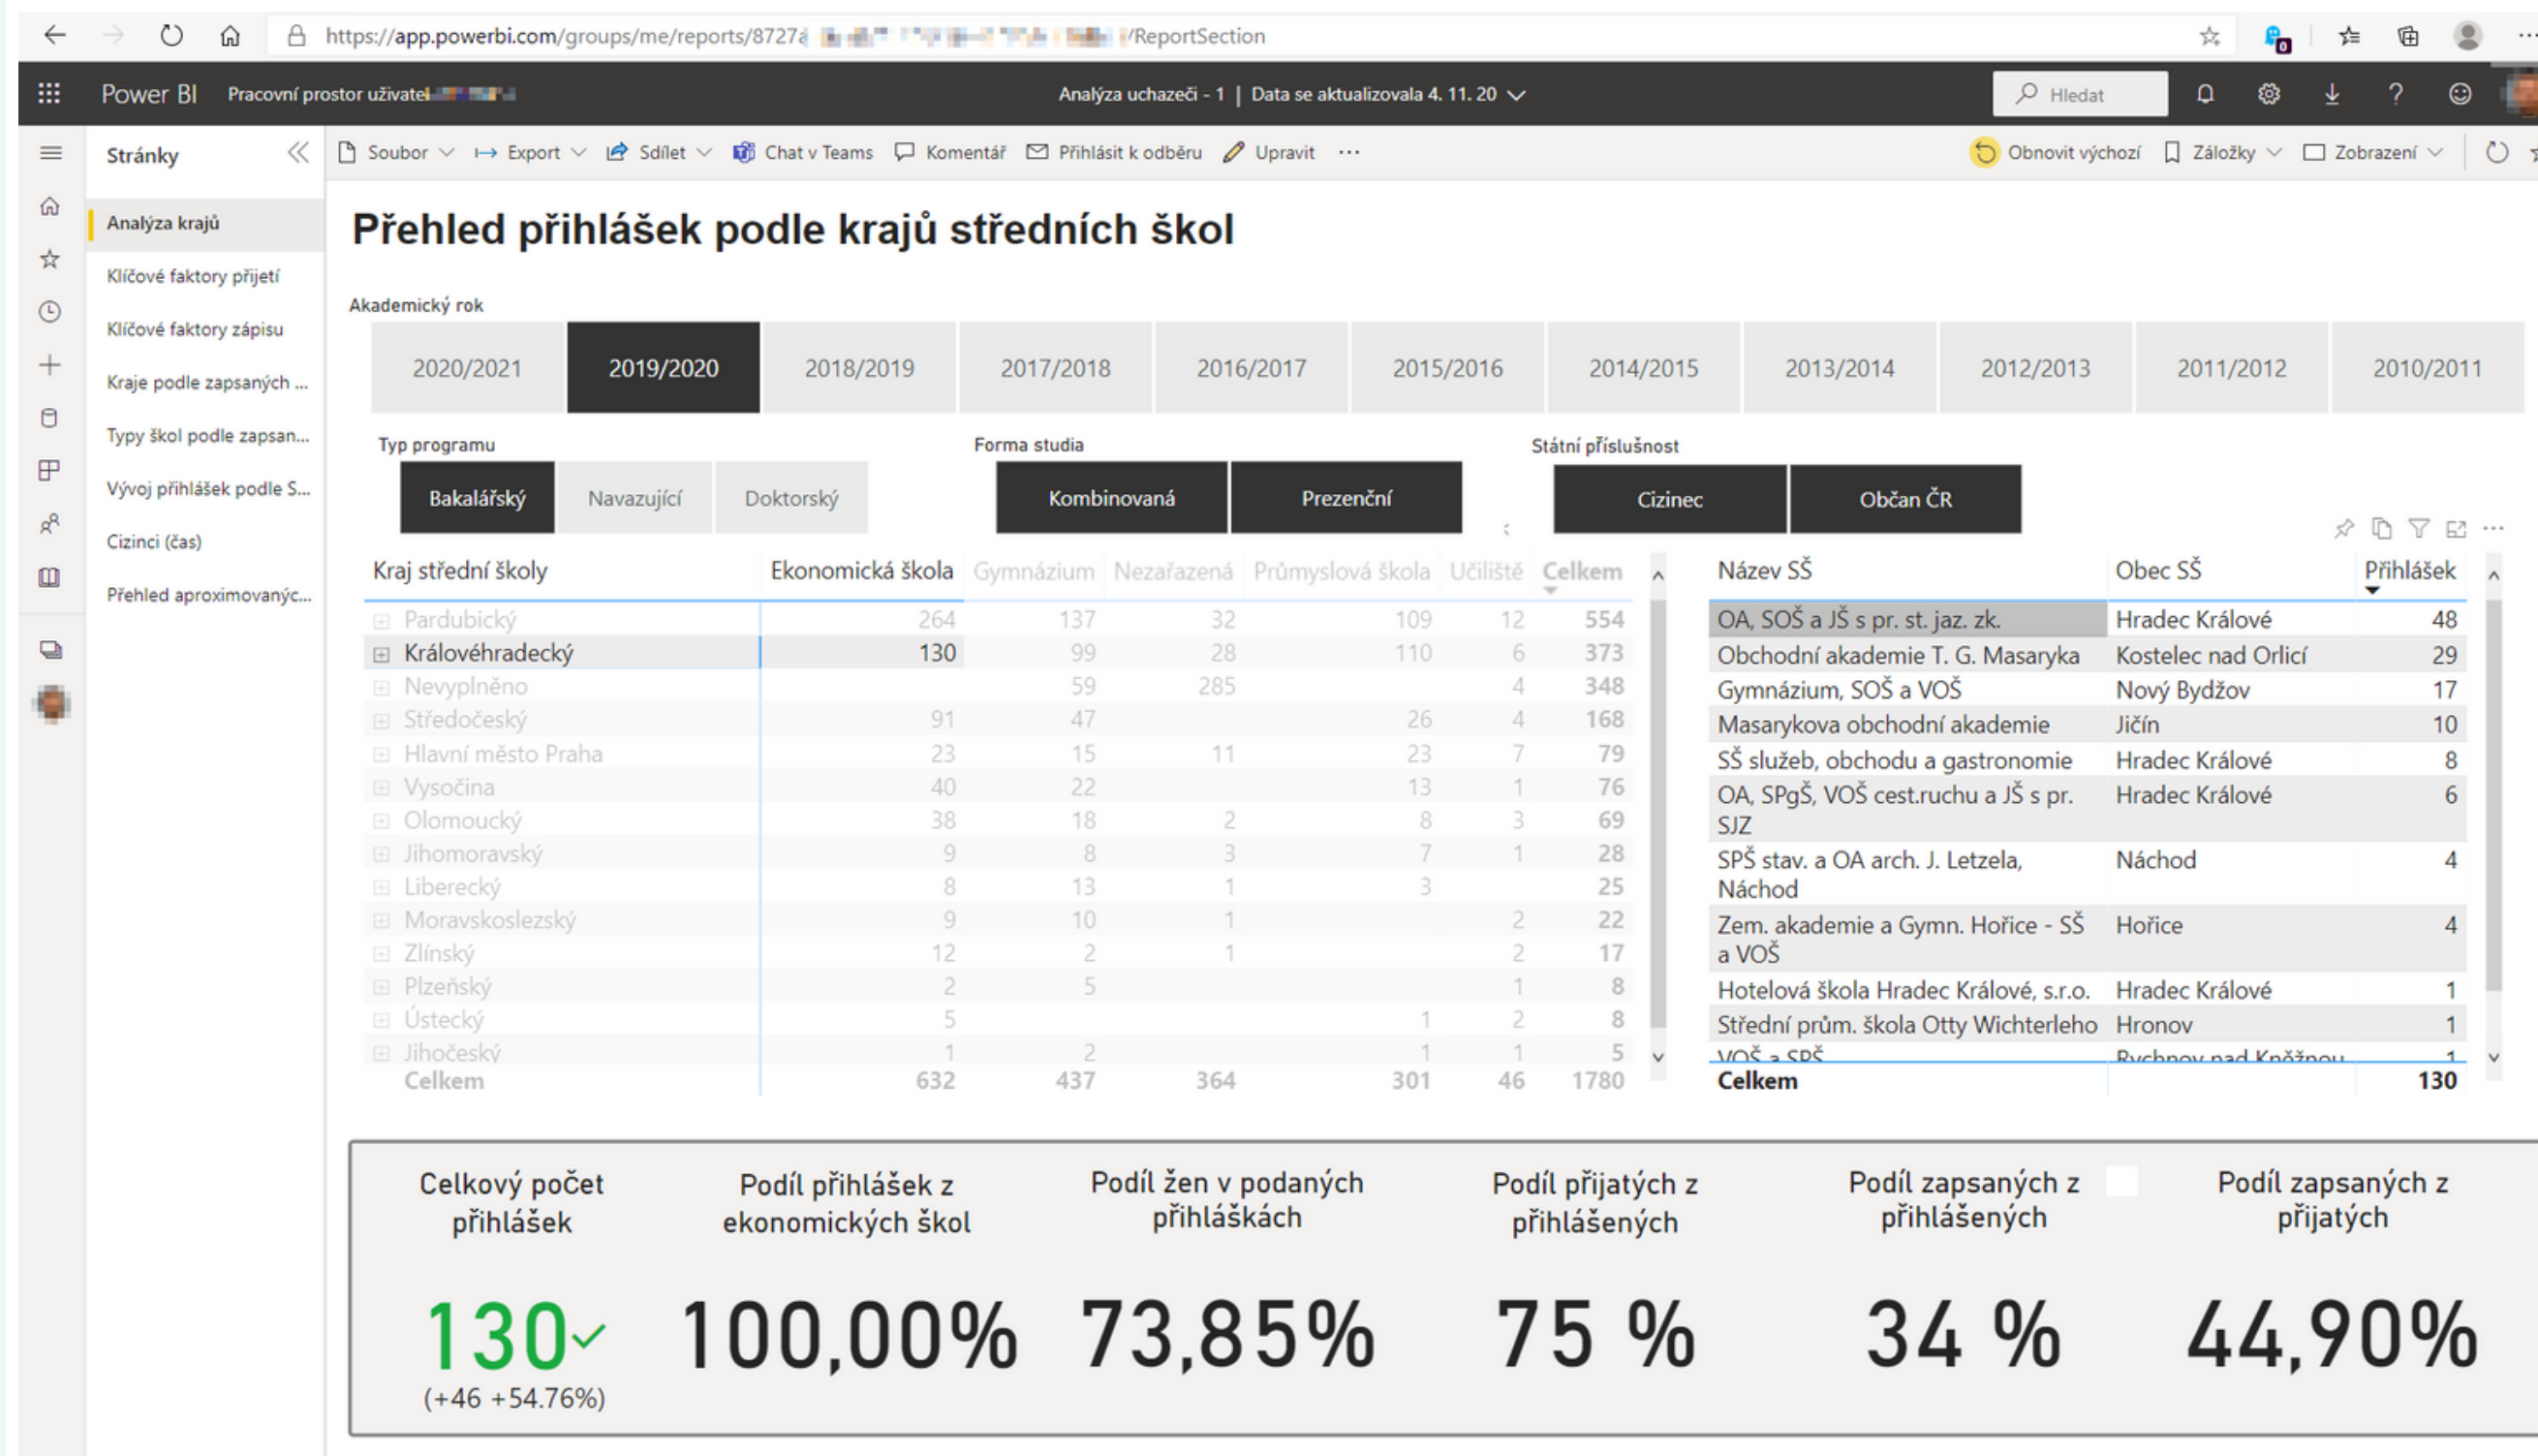 https://app.powerbi.com/groups/me/reports/8727 /ReportSection
0
Power BI Pracovní prostor uživatel
Analýza uchazeči - 1 | Data se aktualizovala 4. 11. 20
Hledat
?
Stránky
Soubor Export Sdílet Chat v Teams Komentář Přihlásit k odběru Upravit ...
Obnovit výchozí Záložky Zobrazení
Analýza krajů
Klíčové faktory přijetí
Klíčové faktory zápisu
Kraje podle zapsaných ...
Typy škol podle zapsan...
Vývoj přihlášek podle S...
Cizinci (čas)
Přehled aproximovanýc...
Přehled přihlášek podle krajů středních škol
Akademický rok
2020/2021 2019/2020 2018/2019 2017/2018 2016/2017 2015/2016 2014/2015 2013/2014 2012/2013 2011/2012 2010/2011
Typ programu Forma studia Státní příslušnost
Bakalářský Navazující Doktorský Kombinovaná Prezenční Cizinec Občan ČR
Kraj střední školy Ekonomická škola Gymnázium Nezařazená Průmyslová škola Učiliště Celkem
Pardubický 264 137 32 109 12 554
Královéhradecký 130 99 28 110 6 373
Nevyplněno 59 285 4 348
Středočeský 91 47 26 4 168
Hlavní město Praha 23 15 11 23 7 79
Vysočina 40 22 13 1 76
Olomoucký 38 18 2 8 3 69
Jihomoravský 9 8 3 7 1 28
Liberecký 8 13 1 3 25
Moravskoslezský 9 10 1 2 22
Zlínský 12 2 1 2 17
Plzeňský 2 5 1 8
Ústecký 5 1 2 8
Jihočeský 1 2 1 1 5
Celkem 632 437 364 301 46 1780
Název SŠ Obec SŠ Přihlášek
OA, SOŠ a JŠ s pr. st. jaz. zk. Hradec Králové 48
Obchodní akademie T. G. Masaryka Kostelec nad Orlicí 29
Gymnázium, SOŠ a VOŠ Nový Bydžov 17
Masarykova obchodní akademie Jičín 10
SŠ služeb, obchodu a gastronomie Hradec Králové 8
OA, SPgŠ, VOŠ cest.ruchu a JŠ s pr. Hradec Králové 6
SJZ
SPŠ stav. a OA arch. J. Letzela, Náchod 4
Náchod
Zem. akademie a Gymn. Hořice - SŠ Hořice 4
a VOŠ
Hotelová škola Hradec Králové, s.r.o. Hradec Králové 1
Střední prům. škola Otty Wichterleho Hronov 1
VOŠ a SPŠ Rychnov nad Kněžnou 1
Celkem 130
Celkový počet
přihlášek
130
(+46 +54.76%)
Podíl přihlášek z
ekonomických škol
100,00%
Podíl žen v podaných
přihláškách
73,85%
Podíl přijatých z
přihlášených
75 %
Podíl zapsaných z
přihlášených
34 %
Podíl zapsaných z
přijatých
44,90%